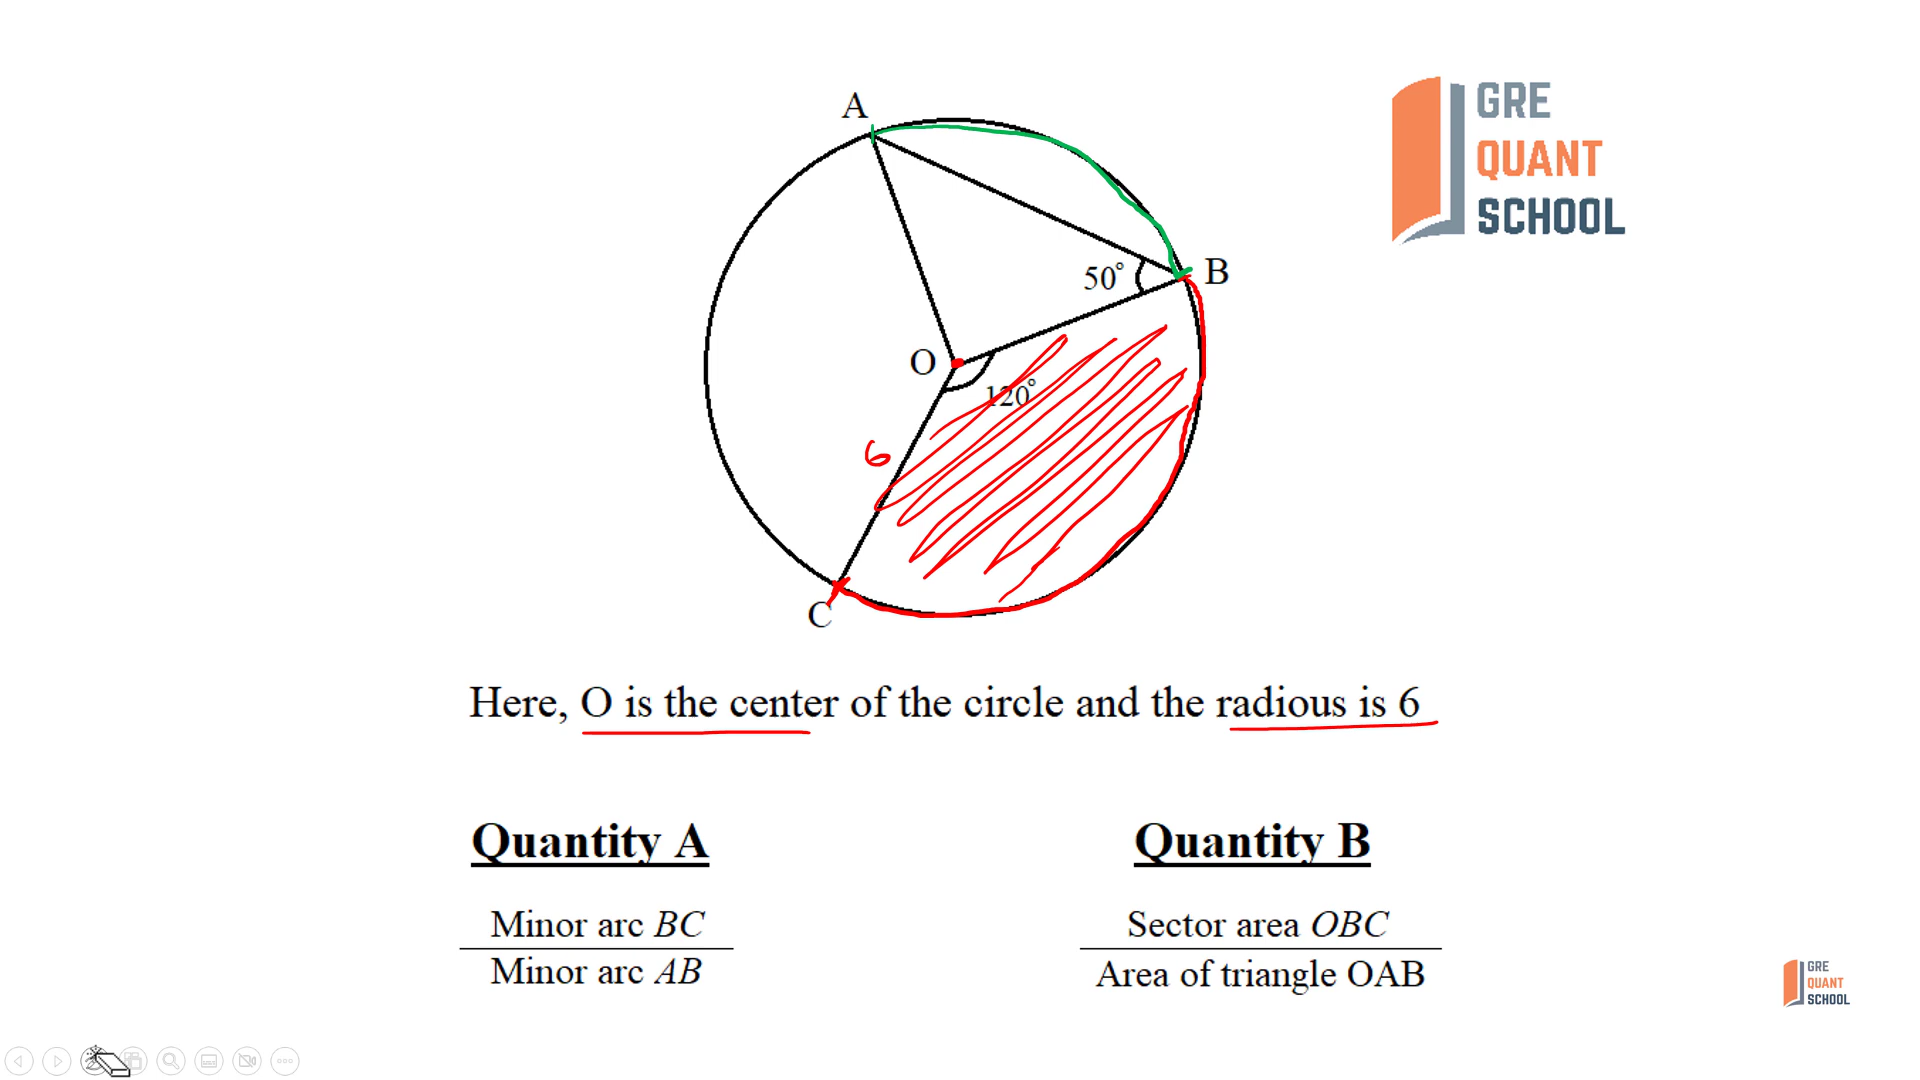 A
GRE
QUANT
SCHOOL
50°
B
O
120°
6
C
Here, O is the center of the circle and the radious is 6
Quantity A
Quantity B
Minor arc BC
Minor arc AB
Sector area OBC
Area of triangle OAB
GRE
QUANT
SCHOOL